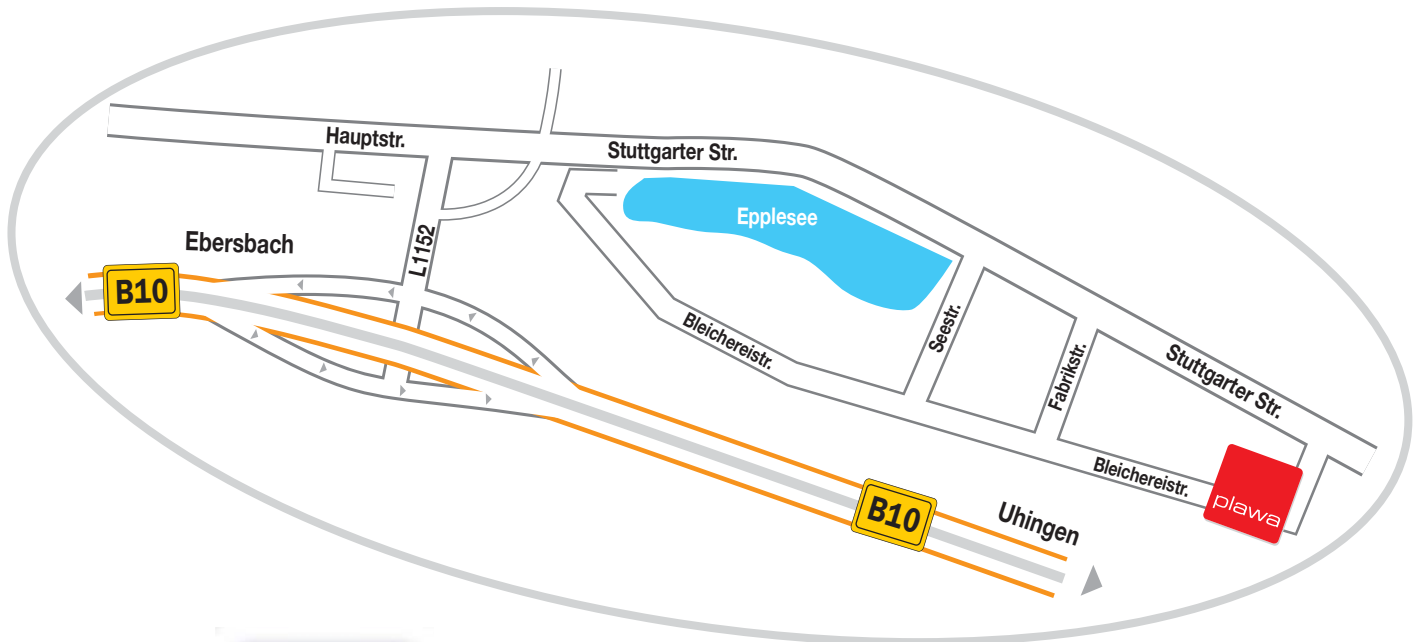 Hauptstr.
Stuttgarter Str.
Epplesee
Ebersbach
L1152
B10
Seestr.
Bleichereistr.
Fabrikstr.
Stuttgarter Str.
Bleichereistr.
plawa
B10
Uhingen